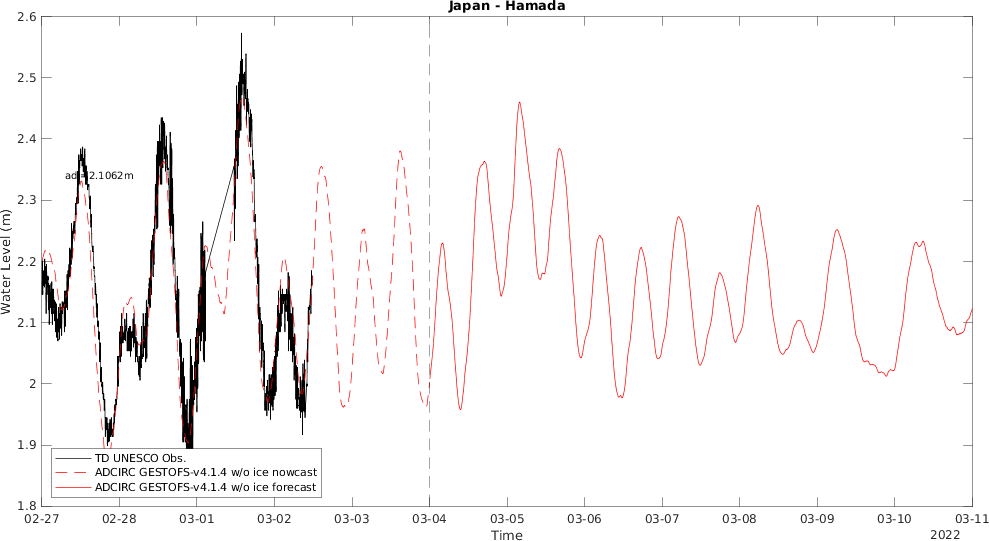 Japan - Hamada
2.6
2.5
2.4
2.3
2.2
2.1
2
1.9
1.8
Water Level (m)
2.1062m
TD UNESCO Obs.
ADCIRC GESTOFS-v4.1.4 w/o ice nowcast
ADCIRC GESTOFS-v4.1.4 w/o ice forecast
02-27 02-28 03-01 03-02 03-03 03-04 03-05 03-06 03-07 03-08 03-09 03-10 03-11
Time
2022